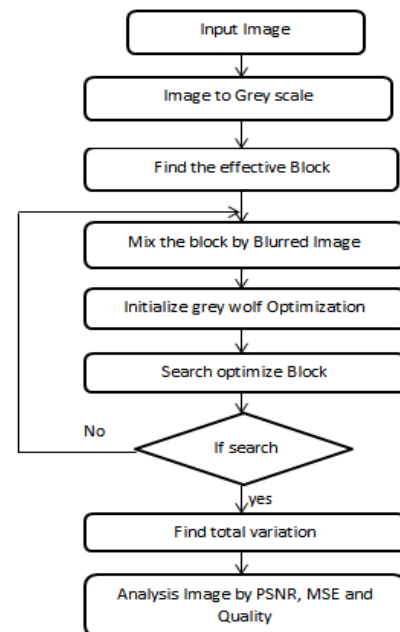 Input Image
Image to Grey scale
Find the effective Block
Mix the block by Blurred Image
Initialize grey wolf Optimization
Search optimize Block
No
If search
yes
Find total variation
Analysis Image by PSNR, MSE and
Quality